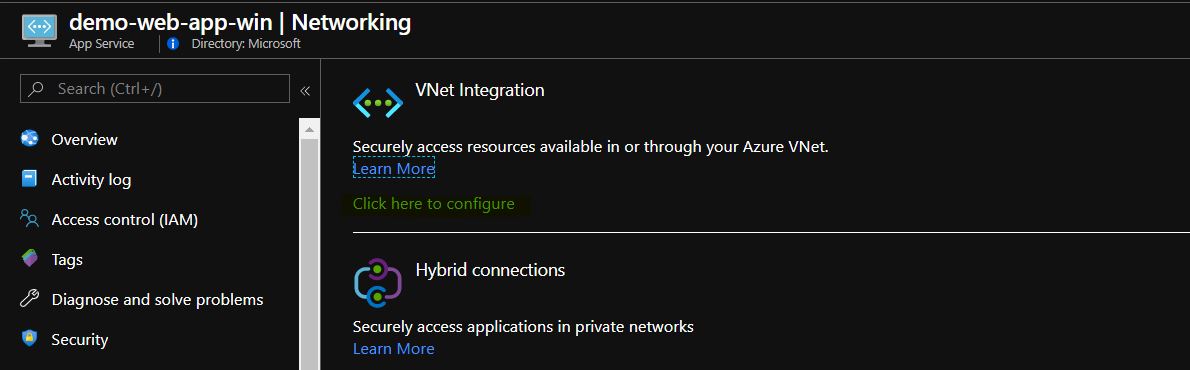 demo-web-app-win | Networking
App Service
Directory: Microsoft
Search (Ctrl+/)
«
Overview
Activity log
Access control (IAM)
Tags
Diagnose and solve problems
Security
VNet Integration
Securely access resources available in or through your Azure VNet.
Learn More
Click here to configure
Hybrid connections
Securely access applications in private networks
Learn More